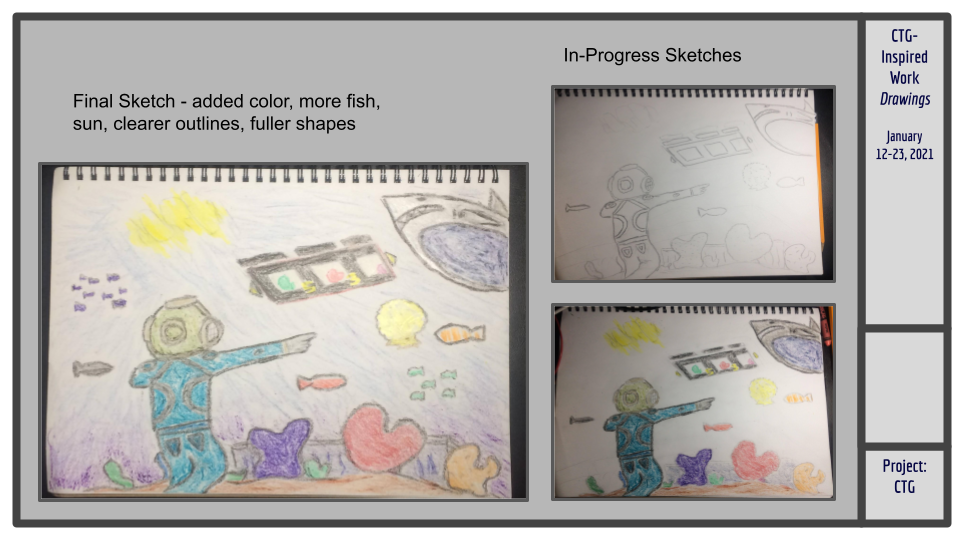 In-Progress Sketches
Final Sketch - added color, more fish,
sun, clearer outlines, fuller shapes
CTG-
Inspired
Work
Drawings
January
12-23, 2021
Project:
CTG